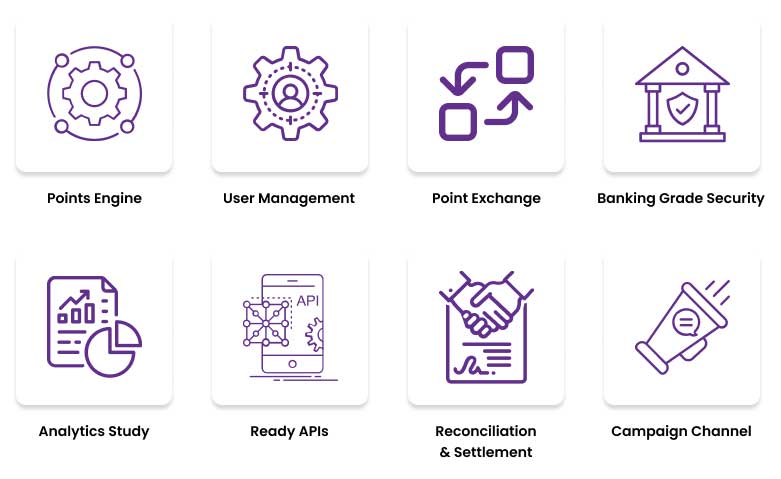 Points Engine
User Management
Point Exchange
Banking Grade Security
API
Analytics Study
Ready APIs
Reconciliation
& Settlement
Campaign Channel